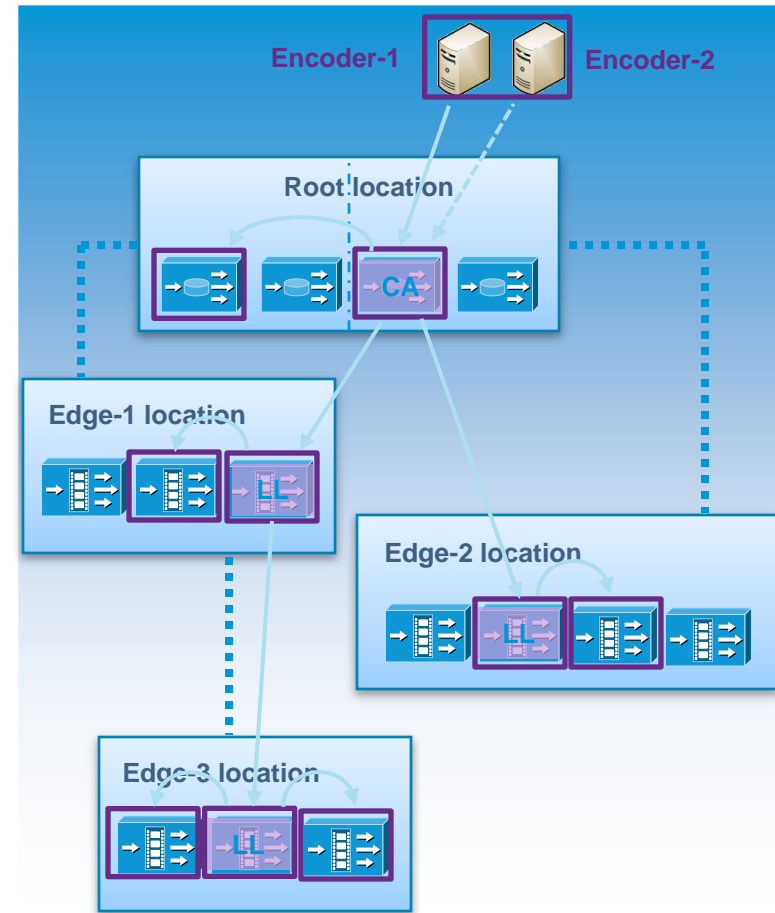 Encoder-1
Encoder-2
Root location
CA
Edge-1 location
LL
Edge-2 location
LL
Edge-3 location
LL